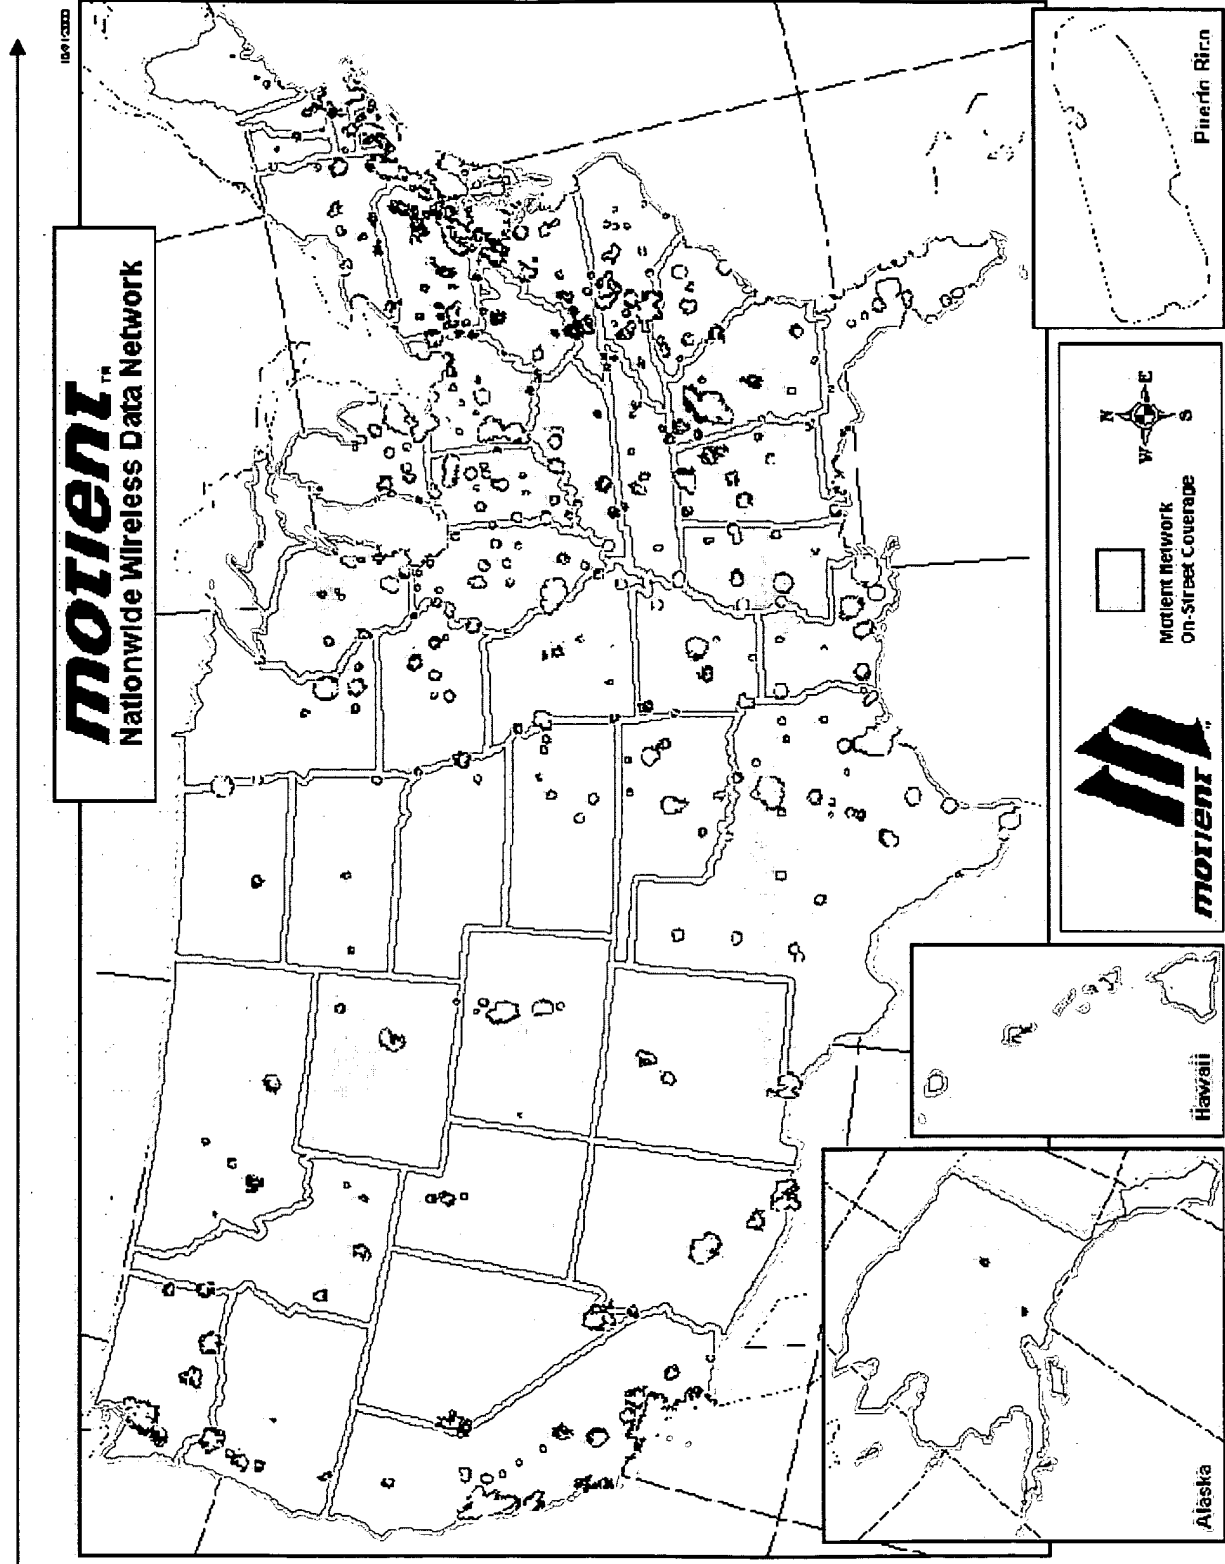 motient™
Nationwide Wireless Data Network
N
W E
S
Motient Network
On-Street Coverage
motient
Alaska
Hawaii